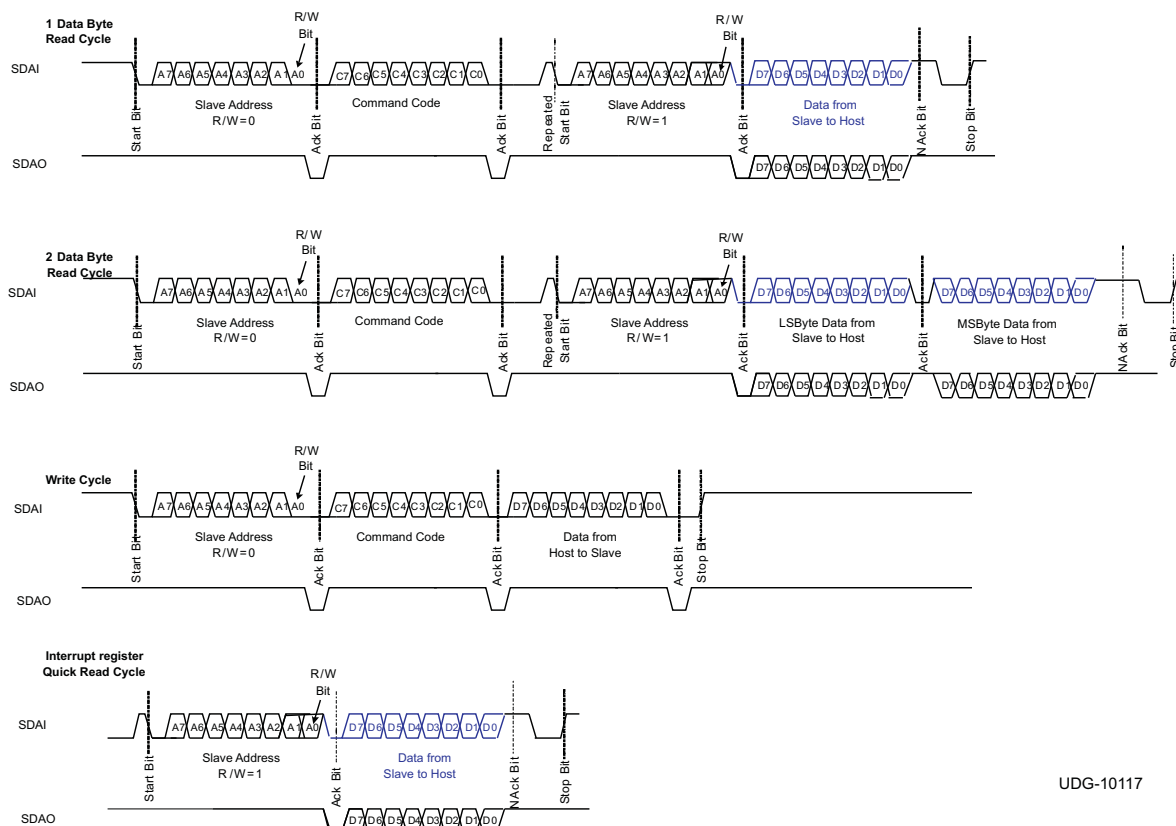 1 Data Byte
Read Cycle
R/W
Bit
R/W
Bit
SDAI
A7 A6 A5 A4 A3 A2 A1 A0
C7 C6 C5 C4 C3 C2 C1 C0
A7 A6 A5 A4 A3 A2 A1 A0
D7 D6 D5 D4 D3 D2 D1 D0
Slave Address
R/W=0
Command Code
Slave Address
R/W=1
Data from
Slave to Host
Start Bit
Ack Bit
Ack Bit
Repeated
Start Bit
Ack Bit
NAck Bit
Stop Bit
SDAO
D7 D6 D5 D4 D3 D2 D1 D0
2 Data Byte
Read Cycle
R/W
Bit
R/W
Bit
SDAI
A7 A6 A5 A4 A3 A2 A1 A0
C7 C6 C5 C4 C3 C2 C1 C0
A7 A6 A5 A4 A3 A2 A1 A0
D7 D6 D5 D4 D3 D2 D1 D0
D7 D6 D5 D4 D3 D2 D1 D0
Slave Address
R/W=0
Command Code
Slave Address
R/W=1
LSByte Data from
Slave to Host
MSByte Data from
Slave to Host
Start Bit
Ack Bit
Ack Bit
Repeated
Start Bit
Ack Bit
Ack Bit
NAck Bit
Stop Bit
SDAO
D7 D6 D5 D4 D3 D2 D1 D0
D7 D6 D5 D4 D3 D2 D1 D0
Write Cycle
R/W
Bit
SDAI
A7 A6 A5 A4 A3 A2 A1 A0
C7 C6 C5 C4 C3 C2 C1 C0
D7 D6 D5 D4 D3 D2 D1 D0
Slave Address
R/W=0
Command Code
Data from
Host to Slave
Start Bit
Ack Bit
Ack Bit
Ack Bit
Stop Bit
SDAO
Interrupt register
Quick Read Cycle
R/W
Bit
SDAI
A7 A6 A5 A4 A3 A2 A1 A0
D7 D6 D5 D4 D3 D2 D1 D0
Slave Address
R/W=1
Data from
Slave to Host
Start Bit
Ack Bit
NAck Bit
Stop Bit
SDAO
D7 D6 D5 D4 D3 D2 D1 D0
UDG-10117